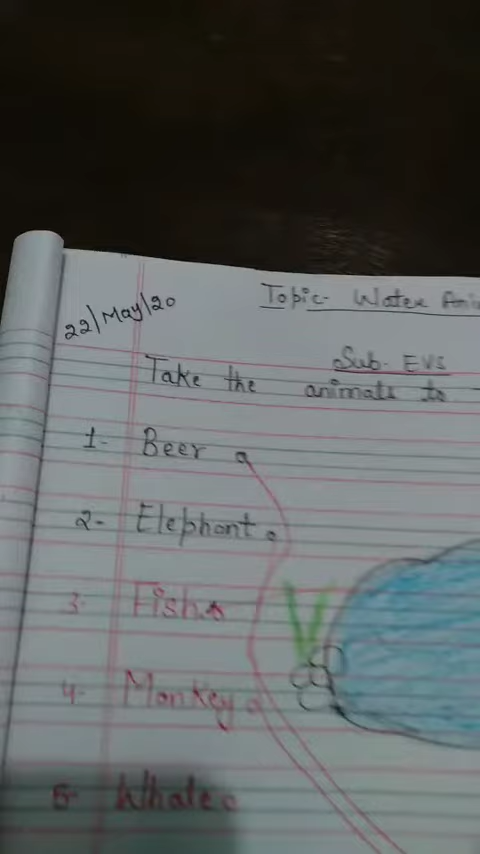 22/May/20
Topic- Water
Sub- EVS
Take the animals to
1- Beer
2- Elephant
3- Fish
4- Monkey
5- Whale